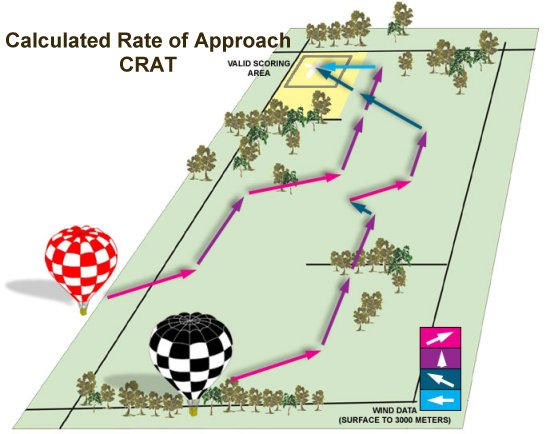 Calculated Rate of Approach
CRAT
VALID SCORING
AREA
WIND DATA
(SURFACE TO 3000 METERS)